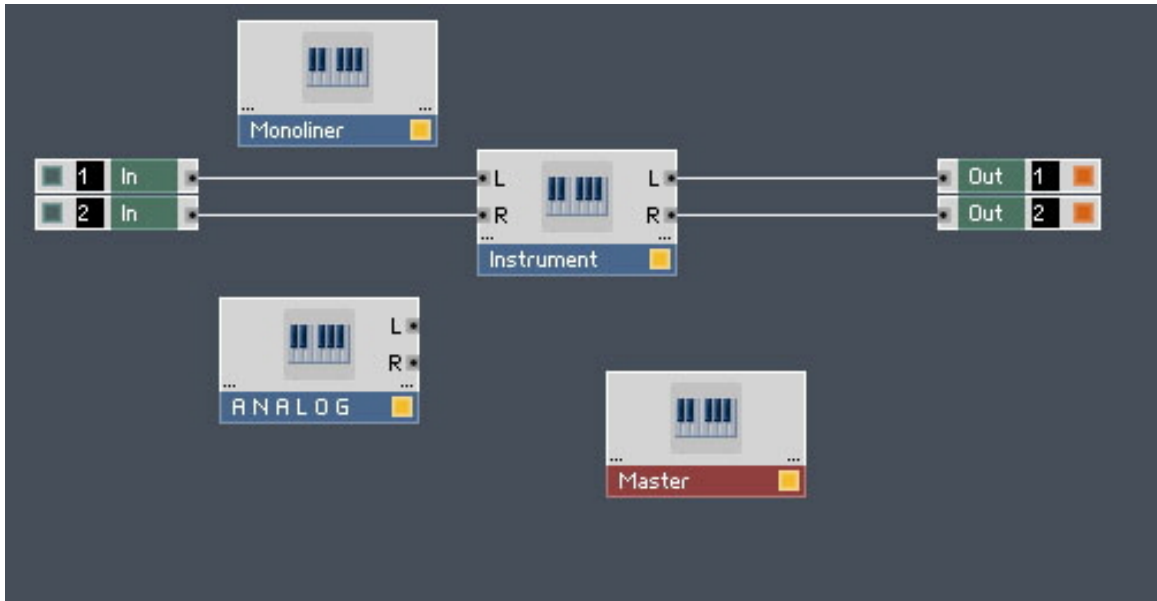 Monoliner
1 In
2 In
L L
R R
Instrument
Out 1
Out 2
L
R
ANALOG
Master